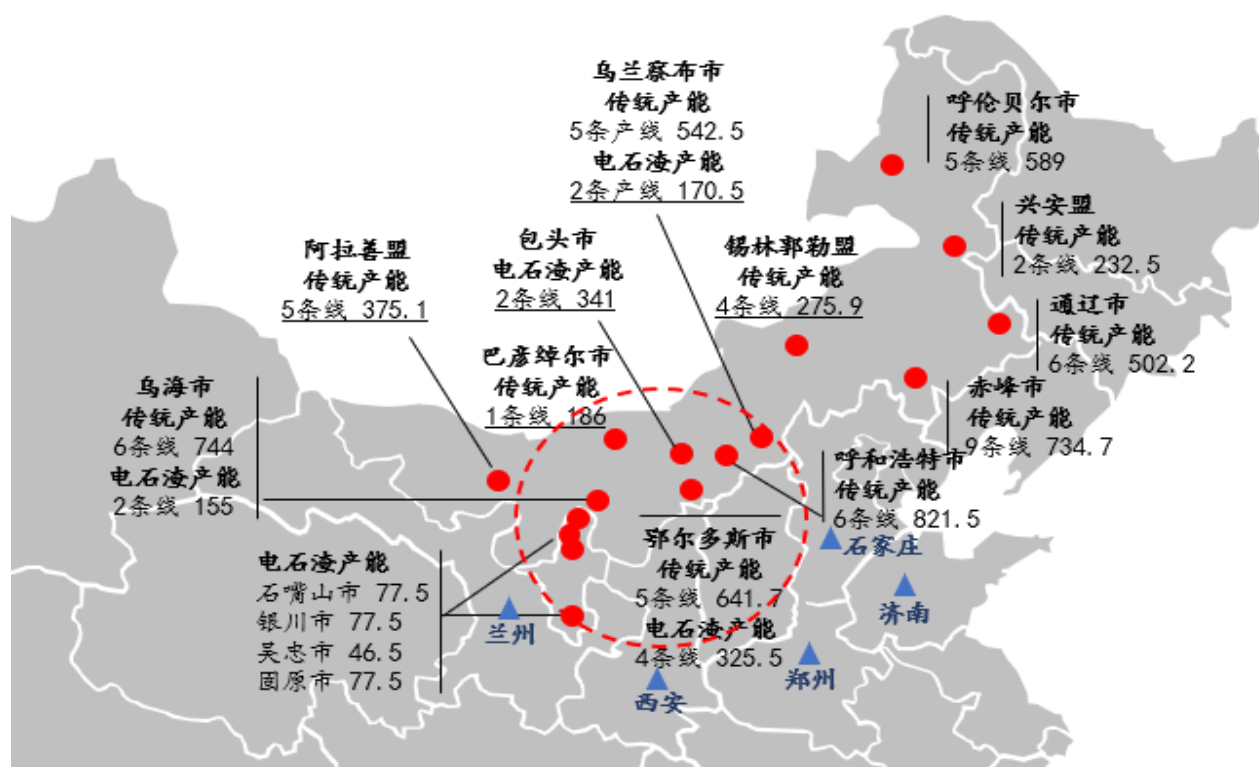 乌兰察布市
传统产能
5条产线 542.5
电石渣产能
2条产线 170.5
呼伦贝尔市
传统产能
5条线 589
兴安盟
传统产能
2条线 232.5
阿拉善盟
传统产能
5条线 375.1
包头市
电石渣产能
2条线 341
锡林郭勒盟
传统产能
4条线 275.9
通辽市
传统产能
6条线 502.2
巴彦绰尔市
传统产能
1条线 186
乌海市
传统产能
6条线 744
电石渣产能
2条线 155
赤峰市
传统产能
9条线 734.7
呼和浩特市
传统产能
6条线 821.5
石家庄
鄂尔多斯市
传统产能
5条线 641.7
电石渣产能
4条线 325.5
电石渣产能
石嘴山市 77.5
银川市 77.5
吴忠市 46.5
固原市 77.5
兰州
济南
郑州
西安